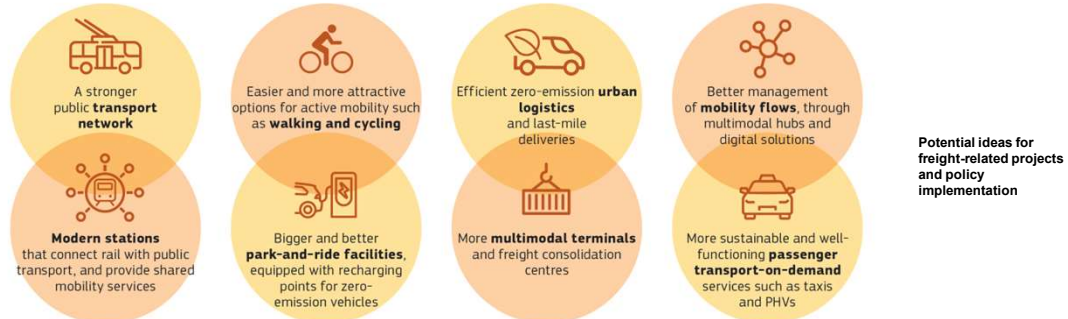 A stronger
public transport
network
Easier and more attractive
options for active mobility such
as walking and cycling
Efficient zero-emission urban
logistics
and last-mile
deliveries
Better management
of mobility flows, through
multimodal hubs and
digital solutions
Modern stations
that connect rail with public
transport, and provide shared
mobility services
Bigger and better
park-and-ride facilities,
equipped with recharging
points for zero-
emission vehicles
More multimodal terminals
and freight consolidation
centres
More sustainable and well-
functioning passenger
transport-on-demand
services such as taxis
and PHVs
Potential ideas for
freight-related projects
and policy
implementation